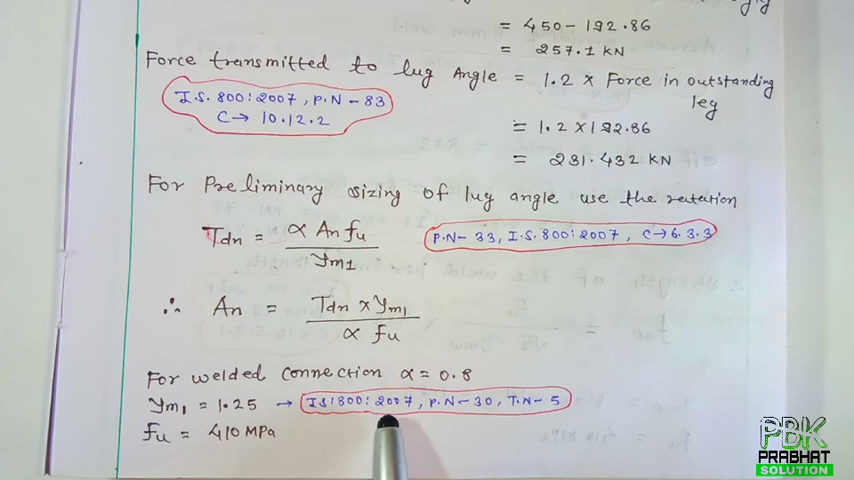 = 450 - 192.86
= 257.1 KN
Force transmitted to lug Angle = 1.2 x Force in outstanding leg
I.S. 800:2007, P.N - 83
C → 10.12.2
= 1.2 x 192.86
= 231.432 KN
For Preliminary sizing of lug angle use the
Tdn = α An fu / γm1
P.N - 33, I.S. 800:2007, C → 6.3.3
∴ An = Tdn x γm1 / α fu
For welded connection α = 0.8
γm1 = 1.25 → I.S: 800: 2007, P.N - 30, T.N - 5
fu = 410 MPa
PBK
PRABHAT
SOLUTION